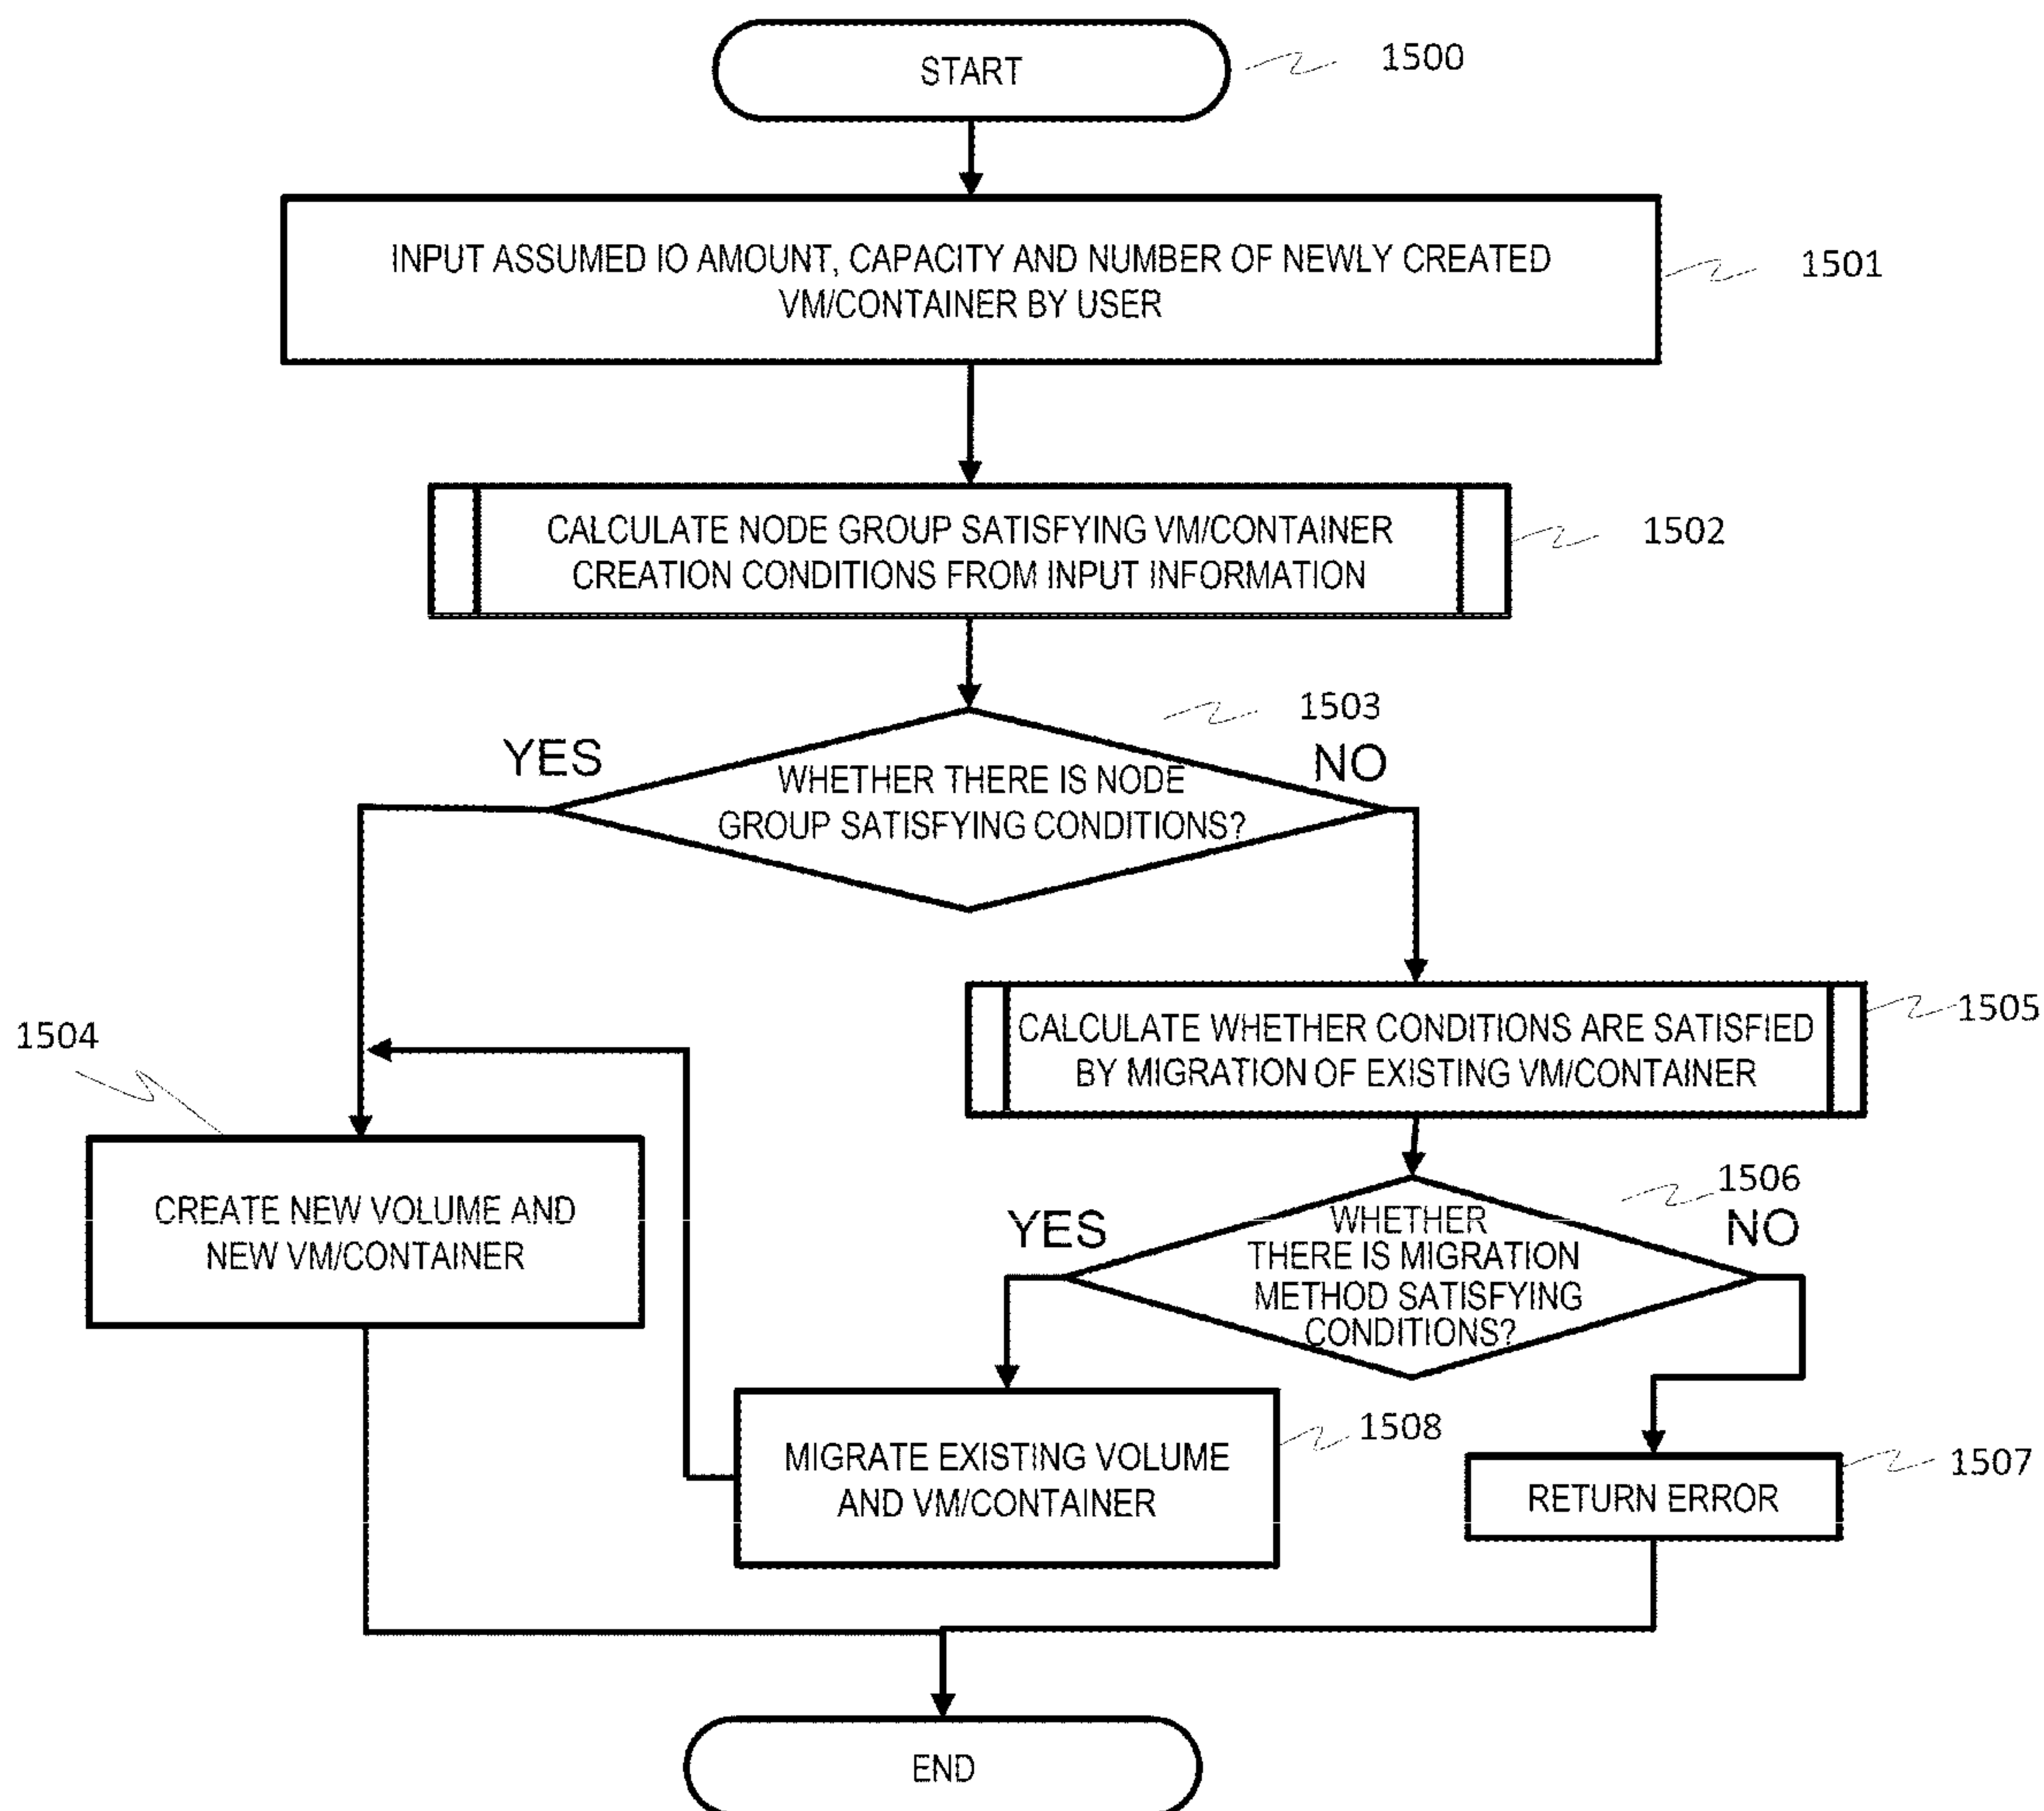 START
1500
INPUT ASSUMED IO AMOUNT, CAPACITY AND NUMBER OF NEWLY CREATED
VM/CONTAINER BY USER
1501
CALCULATE NODE GROUP SATISFYING VM/CONTAINER
CREATION CONDITIONS FROM INPUT INFORMATION
1502
1503
YES
NO
WHETHER THERE IS NODE
GROUP SATISFYING CONDITIONS?
1504
CREATE NEW VOLUME AND
NEW VM/CONTAINER
CALCULATE WHETHER CONDITIONS ARE SATISFIED
BY MIGRATION OF EXISTING VM/CONTAINER
1505
1506
YES
NO
WHETHER
THERE IS MIGRATION
METHOD SATISFYING
CONDITIONS?
MIGRATE EXISTING VOLUME
AND VM/CONTAINER
1508
RETURN ERROR
1507
END